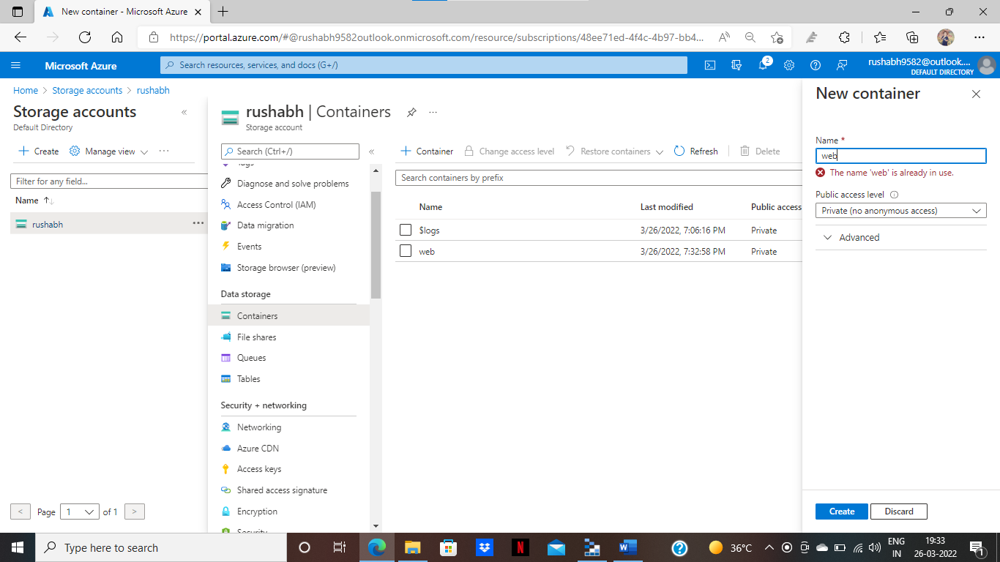 New container - Microsoft Azure
https://portal.azure.com/#@rushabh9582outlook.onmicrosoft.com/resource/subscriptions/48ee71ed-4f4c-4b97-bb4...
Microsoft Azure
Search resources, services, and docs (G+/)
2
rushabh9582@outlook....
DEFAULT DIRECTORY
Home > Storage accounts > rushabh
Storage accounts
Default Directory
Create Manage view ...
Filter for any field...
Name
rushabh ...
< Page 1 of 1 >
rushabh | Containers ...
Storage account
Search (Ctrl+/)
Diagnose and solve problems
Access Control (IAM)
Data migration
Events
Storage browser (preview)
Data storage
Containers
File shares
Queues
Tables
Security + networking
Networking
Azure CDN
Access keys
Shared access signature
Encryption
Security
+ Container Change access level Restore containers Refresh Delete
Search containers by prefix
Name Last modified Public access
$logs 3/26/2022, 7:06:16 PM Private
web 3/26/2022, 7:32:58 PM Private
New container
Name *
web
The name 'web' is already in use.
Public access level
Private (no anonymous access)
Advanced
Create Discard
Type here to search
N
W
36°C
ENG
IN
19:33
26-03-2022
1